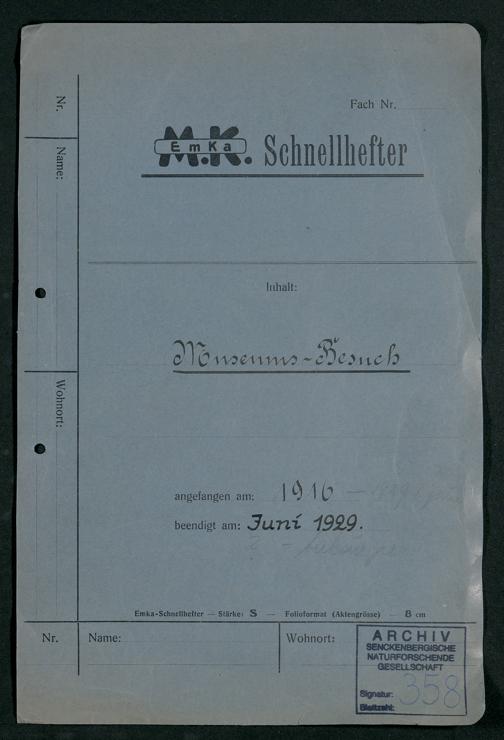 Fach Nr.
M.K. EmKa Schnellhefter
Inhalt:
Museums-Besuch
angefangen am: 1916
beendigt am: Juni 1929.
Emka-Schnellhefter — Stärke: S — Folioformat (Aktengrösse) — 8 cm
Nr.
Name:
Wohnort:
Nr. Name: Wohnort:
ARCHIV
SENCKENBERGISCHE
NATURFORSCHENDE
GESELLSCHAFT
Signatur: 358
Blattzahl: